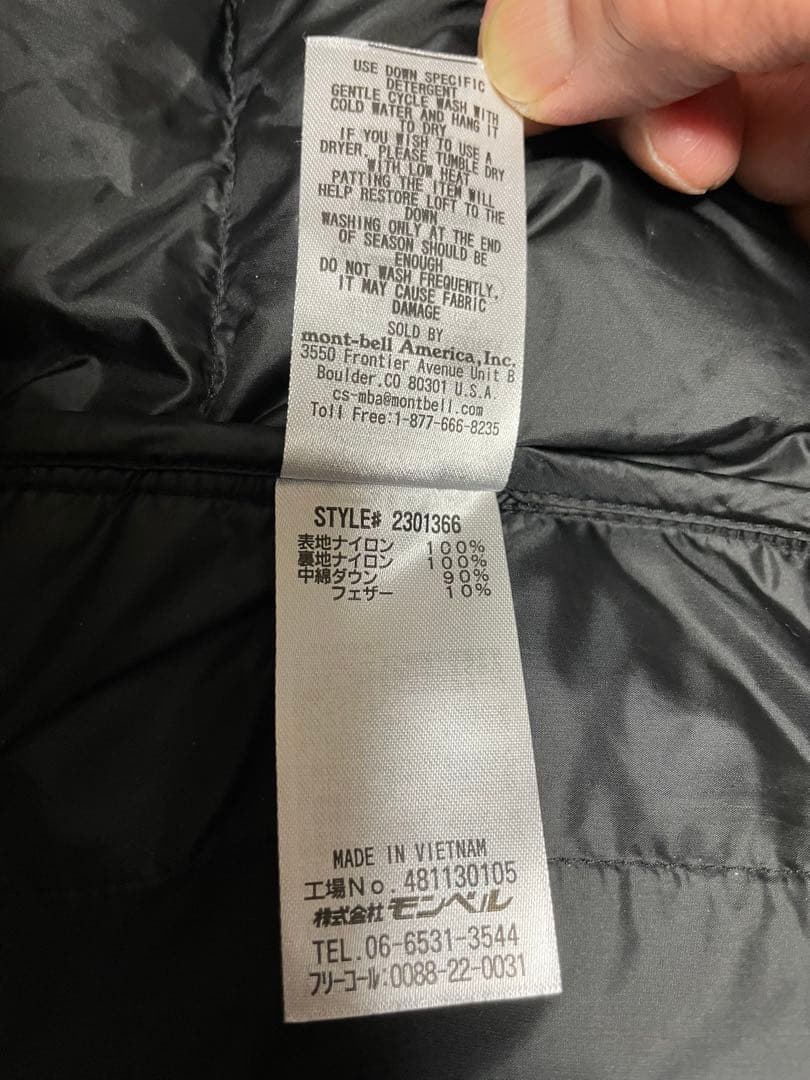 USE DOWN SPECIFIC
DETERGENT
GENTLE CYCLE WASH WITH
COLD WATER AND HANG IT
TO DRY
IF YOU WISH TO USE A
DRYER, PLEASE TUMBLE DRY
WITH LOW HEAT
PATTING THE ITEM WILL
HELP RESTORE LOFT TO THE
DOWN
WASHING ONLY AT THE END
OF SEASON SHOULD BE
ENOUGH
DO NOT WASH FREQUENTLY,
IT MAY CAUSE FABRIC
DAMAGE
SOLD BY
mont-bell America,Inc.
3550 Frontier Avenue Unit B
Boulder.CO 80301 U.S.A.
cs-mba@montbell.com
Toll Free:1-877-666-8235
STYLE# 2301366
表地ナイロン 100%
裏地ナイロン 100%
中綿ダウン 90%
フェザー 10%
MADE IN VIETNAM
工場No.481130105
株式会社モンベル
TEL.06-6531-3544
フリーコール:0088-22-0031